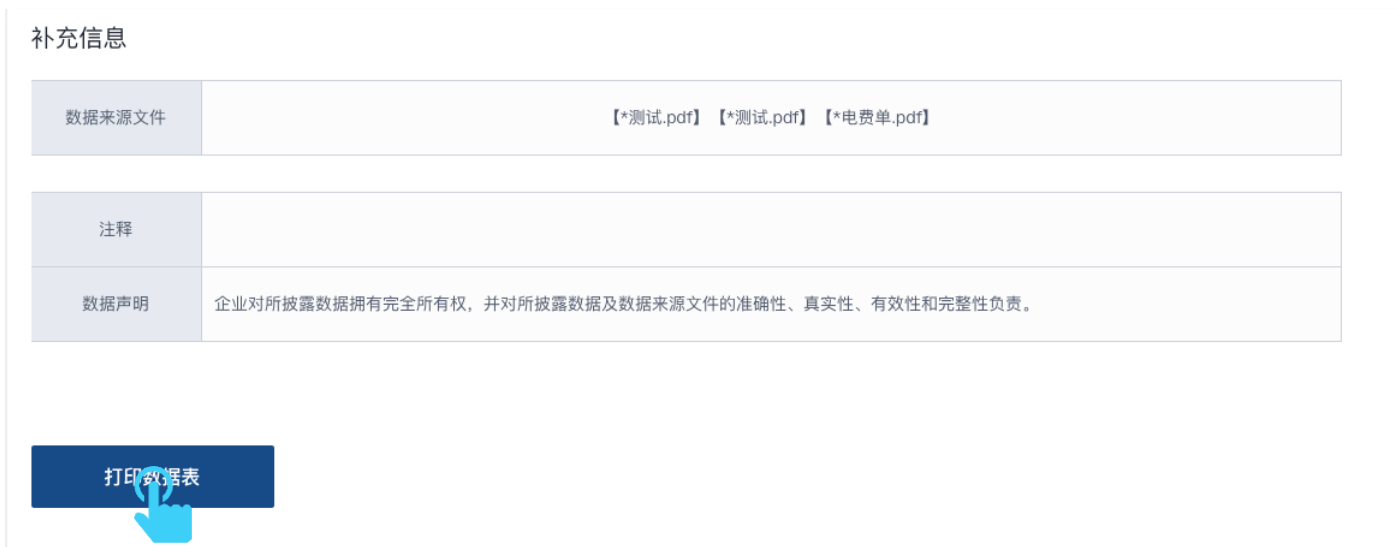 补充信息
数据来源文件 【*测试.pdf】【*测试.pdf】【*电费单.pdf】
注释
数据声明 企业对所披露数据拥有完全所有权，并对所披露数据及数据来源文件的准确性、真实性、有效性和完整性负责。
打印数据表